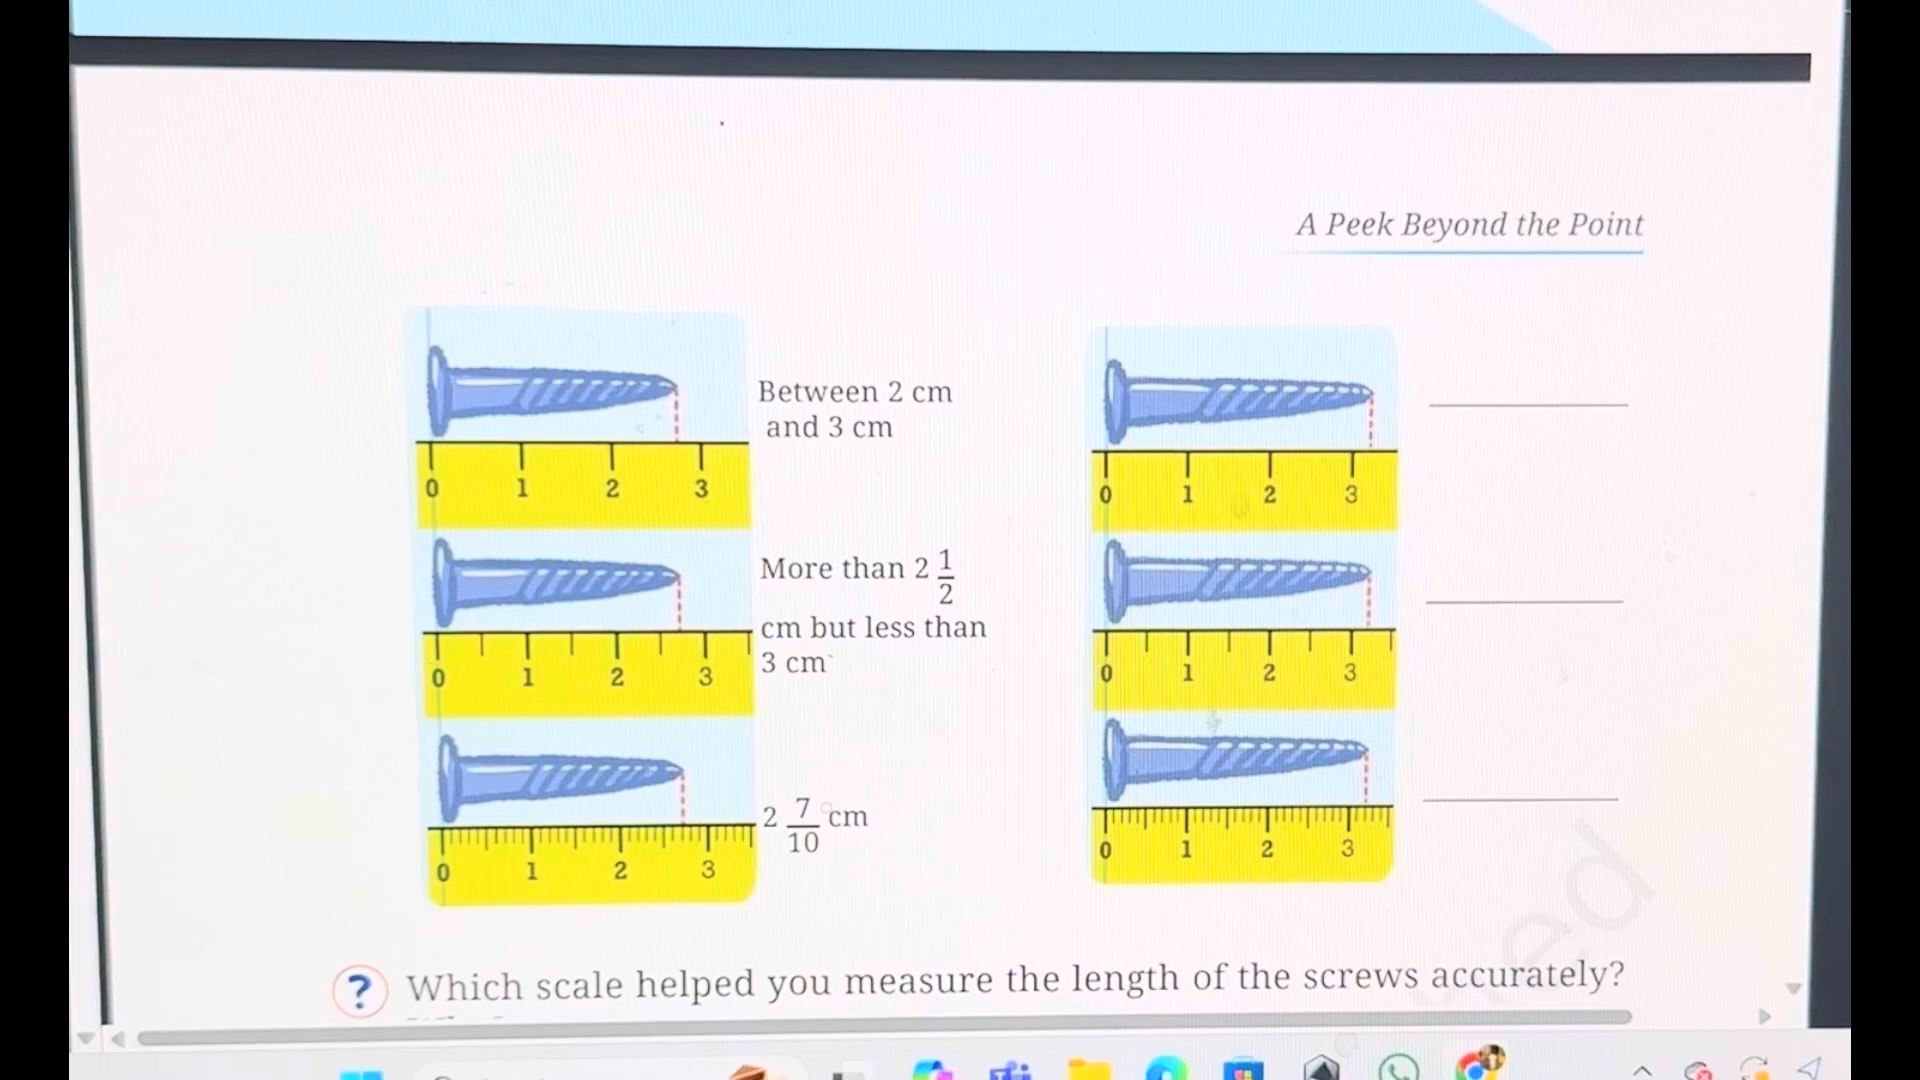 A Peek Beyond the Point
Between 2 cm
and 3 cm
0 1 2 3
More than 2 1/2
cm but less than
3 cm
0 1 2 3
2 7/10 cm
0 1 2 3
0 1 2 3
0 1 2 3
0 1 2 3
? Which scale helped you measure the length of the screws accurately?